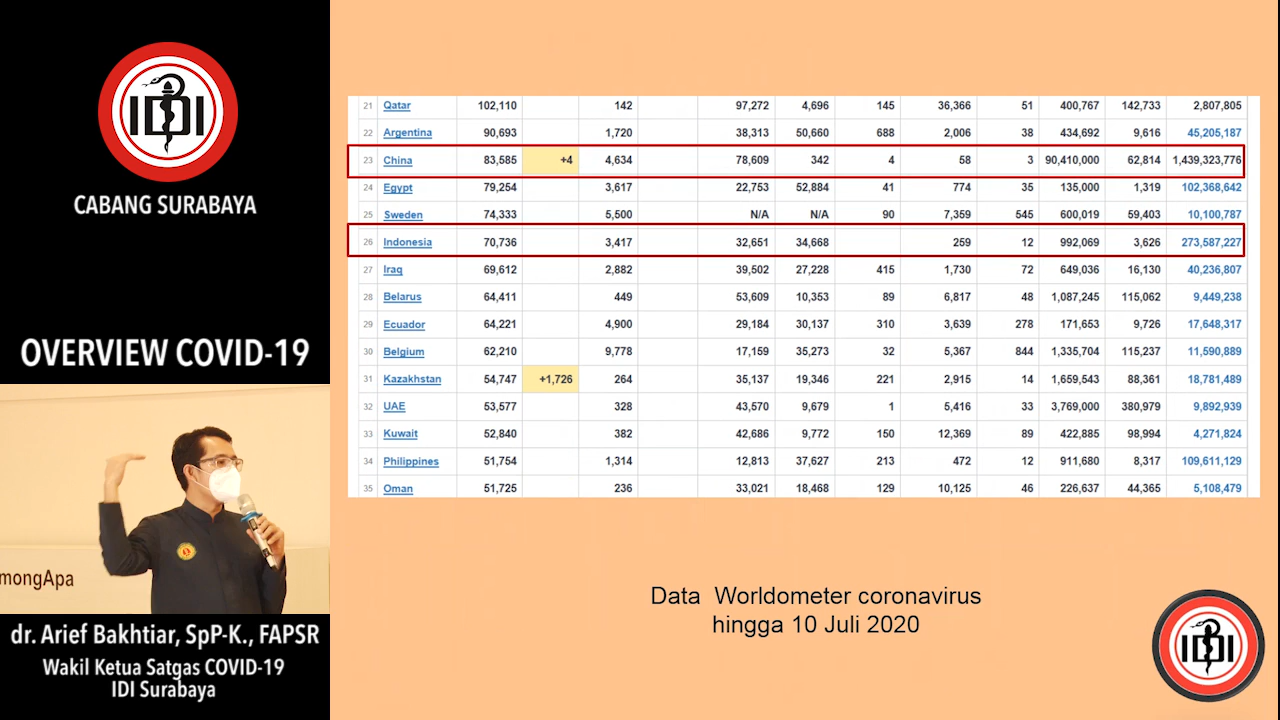 IDI
CABANG SURABAYA
OVERVIEW COVID-19
mongApa
dr. Arief Bakhtiar, SpP-K., FAPSR
Wakil Ketua Satgas COVID-19
IDI Surabaya
21 Qatar 102,110 142 97,272 4,696 145 36,366 51 400,767 142,733 2,807,805
22 Argentina 90,693 1,720 38,313 50,660 688 2,006 38 434,692 9,616 45,205,187
23 China 83,585 +4 4,634 78,609 342 4 58 3 90,410,000 62,814 1,439,323,776
24 Egypt 79,254 3,617 22,753 52,884 41 774 35 135,000 1,319 102,368,642
25 Sweden 74,333 5,500 N/A N/A 90 7,359 545 600,019 59,403 10,100,787
26 Indonesia 70,736 3,417 32,651 34,668 259 12 992,069 3,626 273,587,227
27 Iraq 69,612 2,882 39,502 27,228 415 1,730 72 649,036 16,130 40,236,807
28 Belarus 64,411 449 53,609 10,353 89 6,817 48 1,087,245 115,062 9,449,238
29 Ecuador 64,221 4,900 29,184 30,137 310 3,639 278 171,653 9,726 17,648,317
30 Belgium 62,210 9,778 17,159 35,273 32 5,367 844 1,335,704 115,237 11,590,889
31 Kazakhstan 54,747 +1,726 264 35,137 19,346 221 2,915 14 1,659,543 88,361 18,781,489
32 UAE 53,577 328 43,570 9,679 1 5,416 33 3,769,000 380,979 9,892,939
33 Kuwait 52,840 382 42,686 9,772 150 12,369 89 422,885 98,994 4,271,824
34 Philippines 51,754 1,314 12,813 37,627 213 472 12 911,680 8,317 109,611,129
35 Oman 51,725 236 33,021 18,468 129 10,125 46 226,637 44,365 5,108,479
Data Worldometer coronavirus
hingga 10 Juli 2020
IDI